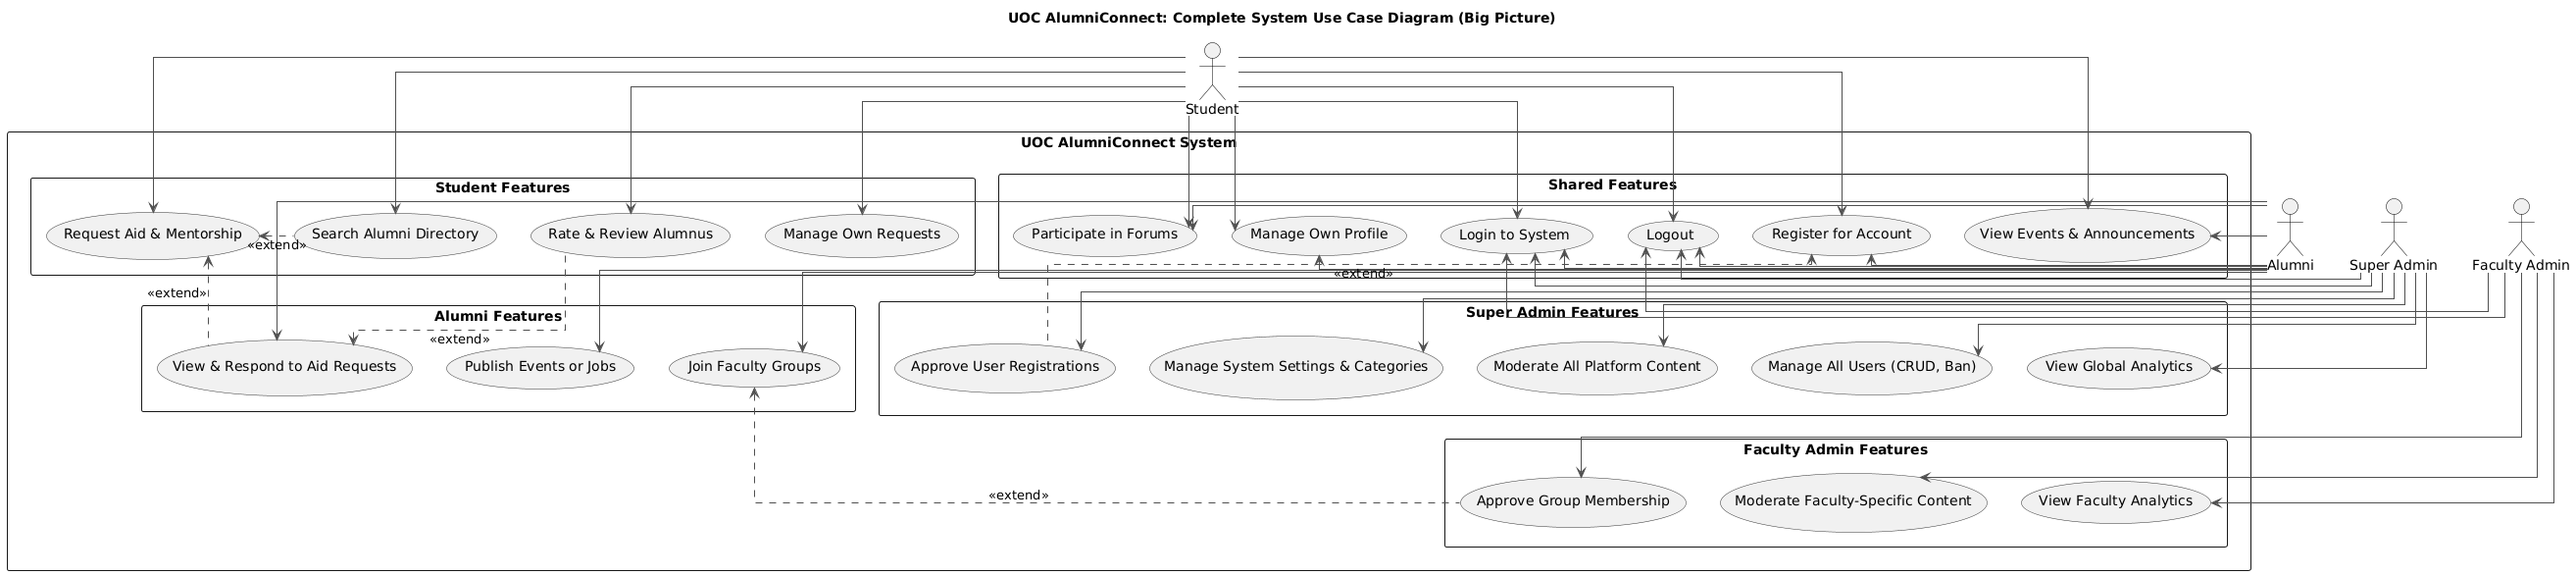 UOC AlumniConnect: Complete System Use Case Diagram (Big Picture)
Student
UOC AlumniConnect System
Student Features
Shared Features
Request Aid & Mentorship
«extend»
Search Alumni Directory
Rate & Review Alumnus
Manage Own Requests
Participate in Forums
Manage Own Profile
Login to System
Logout
Register for Account
View Events & Announcements
Alumni
Super Admin
Faculty Admin
«extend»
«extend»
Alumni Features
Super Admin Features
«extend»
View & Respond to Aid Requests
Publish Events or Jobs
Join Faculty Groups
Approve User Registrations
Manage System Settings & Categories
Moderate All Platform Content
Manage All Users (CRUD, Ban)
View Global Analytics
Faculty Admin Features
«extend»
Approve Group Membership
Moderate Faculty-Specific Content
View Faculty Analytics